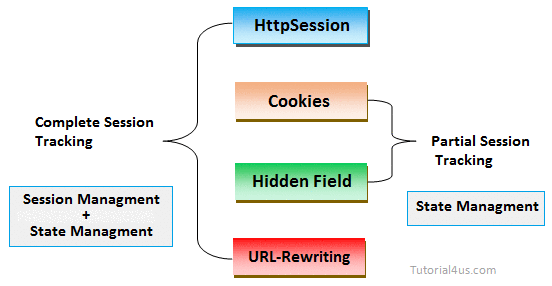 HttpSession
Cookies
Complete Session
Tracking
Partial Session
Tracking
Hidden Field
Session Managment
+
State Managment
State Managment
URL-Rewriting
Tutorial4us.com